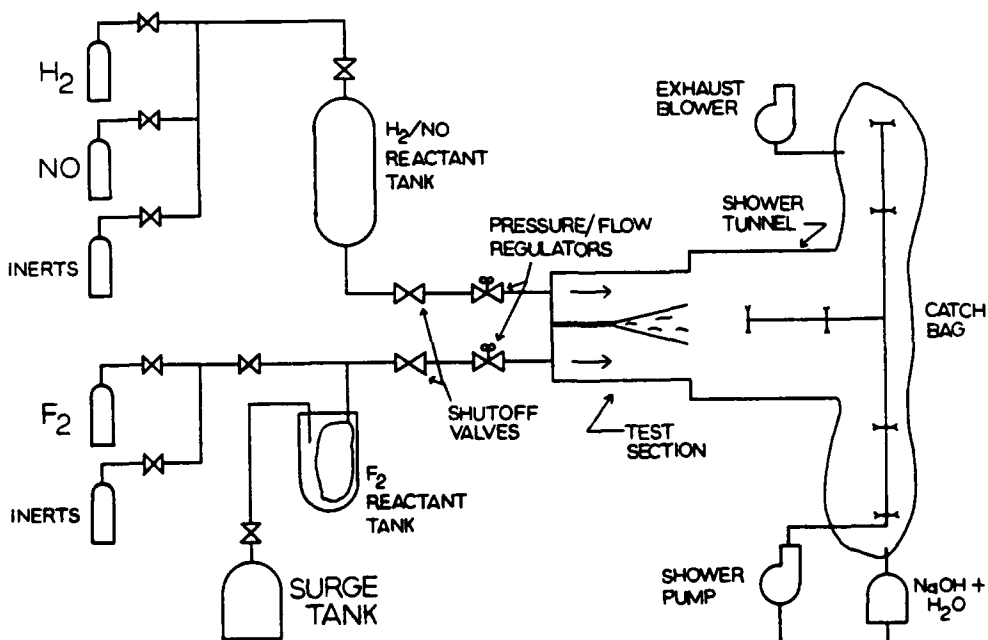 H2
NO
INERTS
H2/NO
REACTANT
TANK
PRESSURE/FLOW
REGULATORS
EXHAUST
BLOWER
SHOWER
TUNNEL
CATCH
BAG
F2
INERTS
SHUTOFF
VALVES
TEST
SECTION
F2
REACTANT
TANK
SURGE
TANK
SHOWER
PUMP
NaOH +
H2O